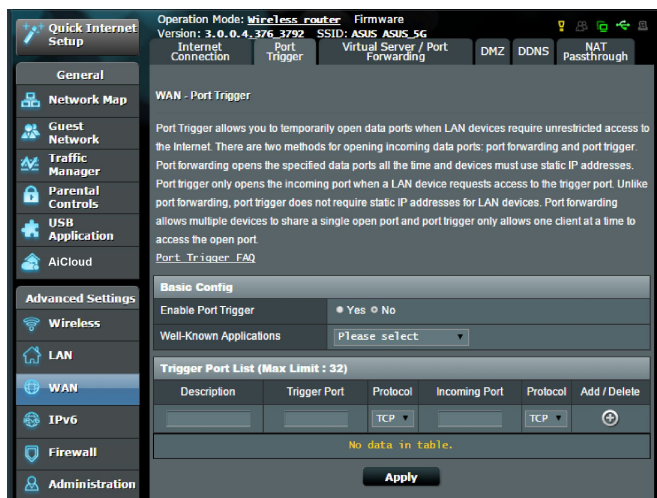 Quick Internet
Setup
Operation Mode: Wireless router Firmware
Version: 3.0.0.4.376_3792 SSID: ASUS ASUS_5G
Internet
Connection
Port
Trigger
Virtual Server / Port
Forwarding
DMZ
DDNS
NAT
Passthrough
General
Network Map
Guest
Network
Traffic
Manager
Parental
Controls
USB
Application
AiCloud
Advanced Settings
Wireless
LAN
WAN
IPv6
Firewall
Administration
WAN - Port Trigger
Port Trigger allows you to temporarily open data ports when LAN devices require unrestricted access to
the Internet. There are two methods for opening incoming data ports: port forwarding and port trigger.
Port forwarding opens the specified data ports all the time and devices must use static IP addresses.
Port trigger only opens the incoming port when a LAN device requests access to the trigger port. Unlike
port forwarding, port trigger does not require static IP addresses for LAN devices. Port forwarding
allows multiple devices to share a single open port and port trigger only allows one client at a time to
access the open port.
Port Trigger FAQ
Basic Config
Enable Port Trigger Yes No
Well-Known Applications Please select
Trigger Port List (Max Limit : 32)
Description Trigger Port Protocol Incoming Port Protocol Add / Delete
TCP TCP
No data in table.
Apply